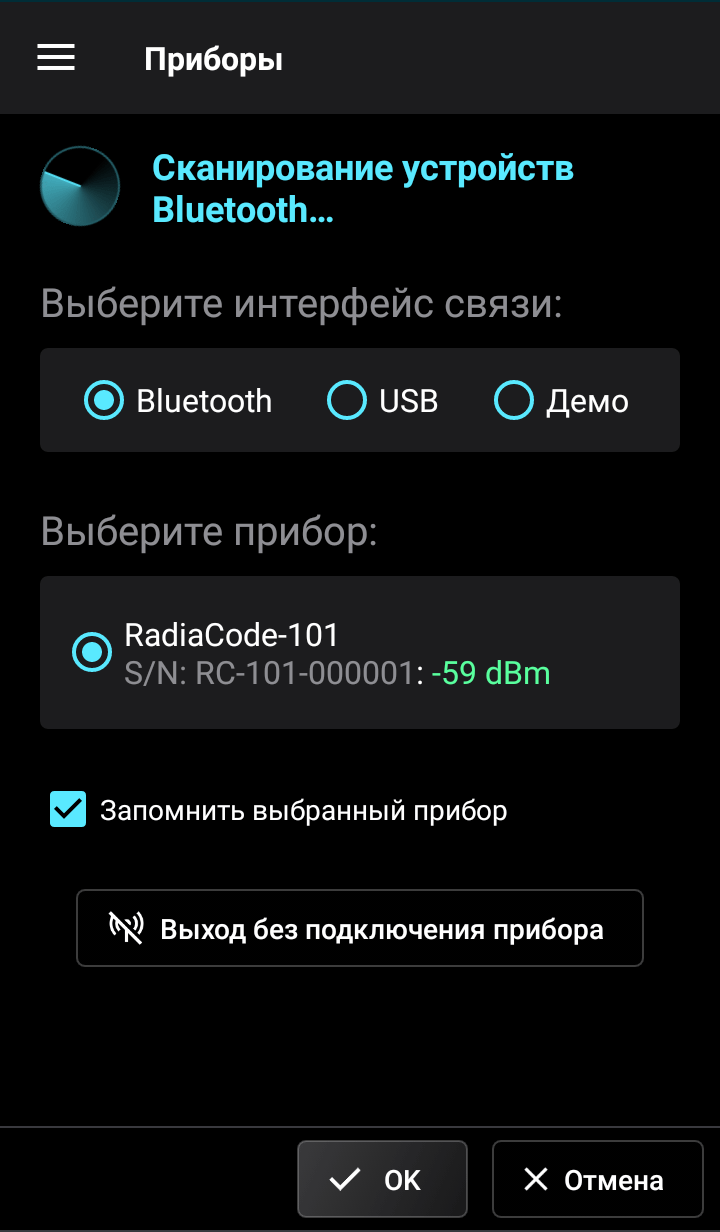 Приборы
Сканирование устройств
Bluetooth...
Выберите интерфейс связи:
Bluetooth USB Демо
Выберите прибор:
RadiaCode-101
S/N: RC-101-000001: -59 dBm
Запомнить выбранный прибор
Выход без подключения прибора
OK Отмена